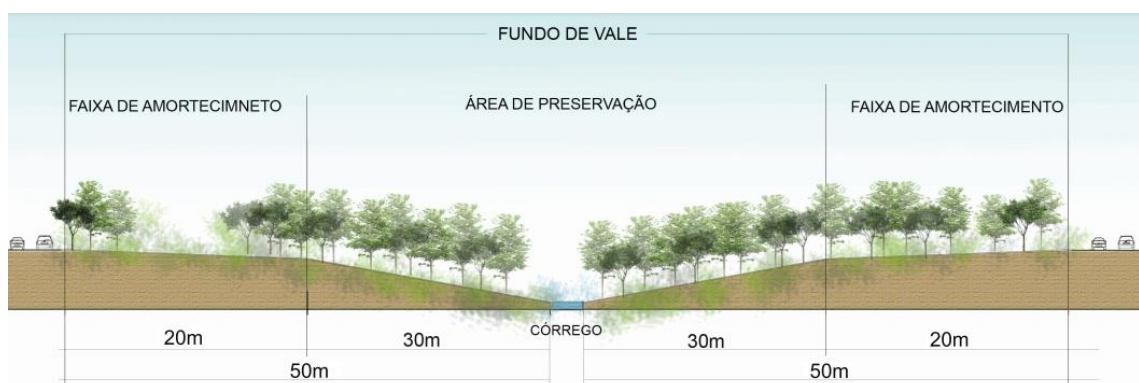 FUNDO DE VALE
FAIXA DE AMORTECIMNETO
ÁREA DE PRESERVAÇÃO
FAIXA DE AMORTECIMENTO
CÓRREGO
20m
30m
30m
20m
50m
50m